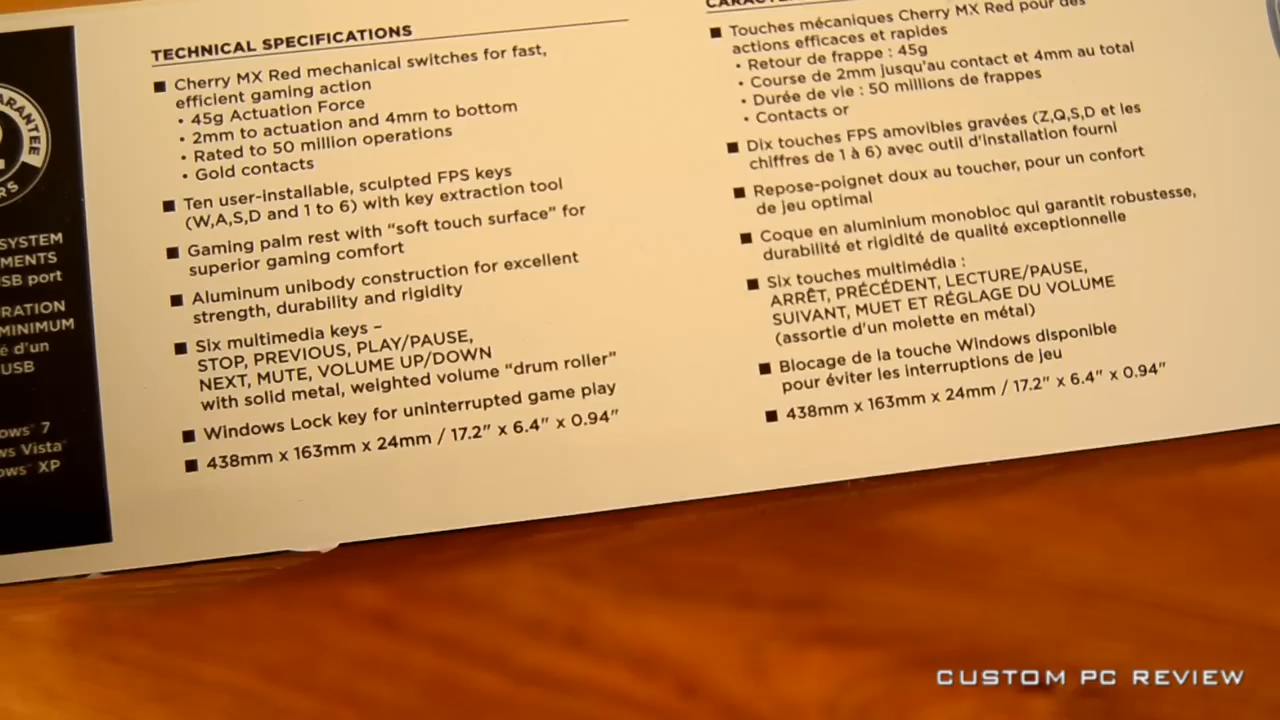 ARANTEE
2
RS
SYSTEM
MENTS
SB port
RATION
MINIMUM
é d'un
USB
ows 7
ws Vista
ows XP
TECHNICAL SPECIFICATIONS
■ Cherry MX Red mechanical switches for fast,
efficient gaming action
• 45g Actuation Force
• 2mm to actuation and 4mm to bottom
• Rated to 50 million operations
• Gold contacts
■ Ten user-installable, sculpted FPS keys
(W,A,S,D and 1 to 6) with key extraction tool
■ Gaming palm rest with “soft touch surface” for
superior gaming comfort
■ Aluminum unibody construction for excellent
strength, durability and rigidity
■ Six multimedia keys –
STOP, PREVIOUS, PLAY/PAUSE,
NEXT, MUTE, VOLUME UP/DOWN
with solid metal, weighted volume “drum roller”
■ Windows Lock key for uninterrupted game play
■ 438mm x 163mm x 24mm / 17.2” x 6.4” x 0.94”
■ Touches mécaniques Cherry MX Red pour des
actions efficaces et rapides
• Retour de frappe : 45g
• Course de 2mm jusqu'au contact et 4mm au total
• Durée de vie : 50 millions de frappes
• Contacts or
■ Dix touches FPS amovibles gravées (Z,Q,S,D et les
chiffres de 1 à 6) avec outil d'installation fourni
■ Repose-poignet doux au toucher, pour un confort
de jeu optimal
■ Coque en aluminium monobloc qui garantit robustesse,
durabilité et rigidité de qualité exceptionnelle
■ Six touches multimédia :
ARRÊT, PRÉCÉDENT, LECTURE/PAUSE,
SUIVANT, MUET ET RÉGLAGE DU VOLUME
(assortie d'un molette en métal)
■ Blocage de la touche Windows disponible
pour éviter les interruptions de jeu
■ 438mm x 163mm x 24mm / 17.2” x 6.4” x 0.94”
CUSTOM PC REVIEW